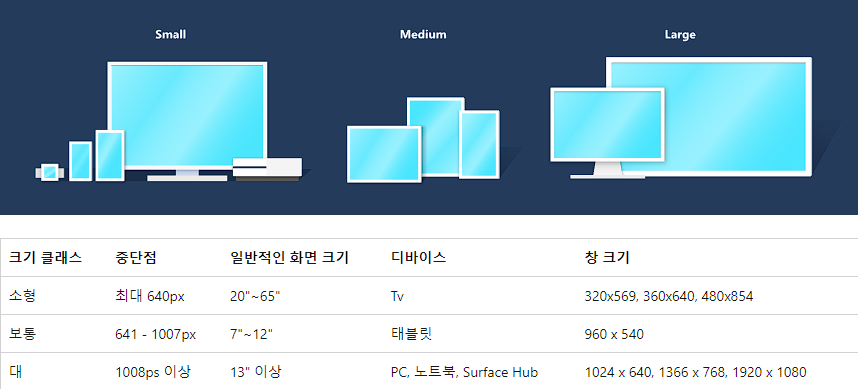 Small Medium Large
크기 클래스 중단점 일반적인 화면 크기 디바이스 창 크기
소형 최대 640px 20"~65" Tv 320x569, 360x640, 480x854
보통 641 - 1007px 7"~12" 태블릿 960 x 540
대 1008ps 이상 13" 이상 PC, 노트북, Surface Hub 1024 x 640, 1366 x 768, 1920 x 1080